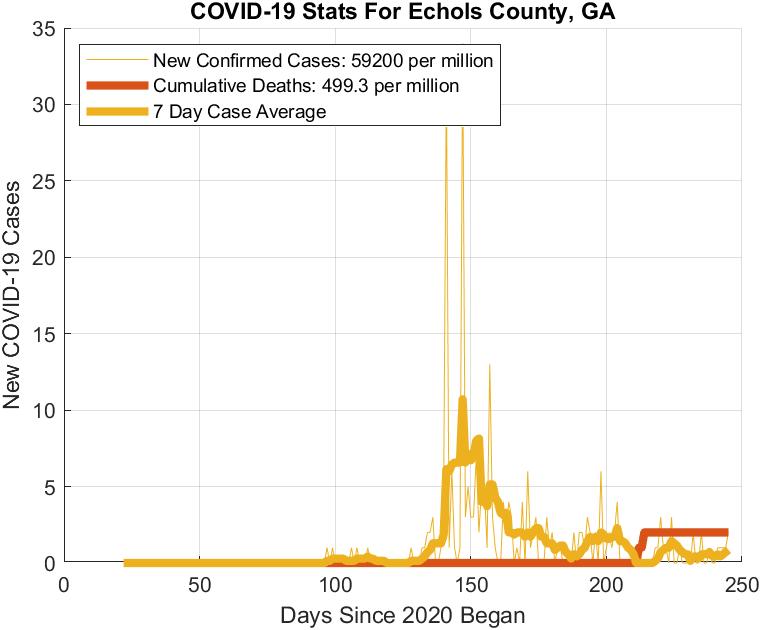 COVID-19 Stats For Echols County, GA
35
30
25
20
15
10
5
0
New COVID-19 Cases
New Confirmed Cases: 59200 per million
Cumulative Deaths: 499.3 per million
7 Day Case Average
0 50 100 150 200 250
Days Since 2020 Began